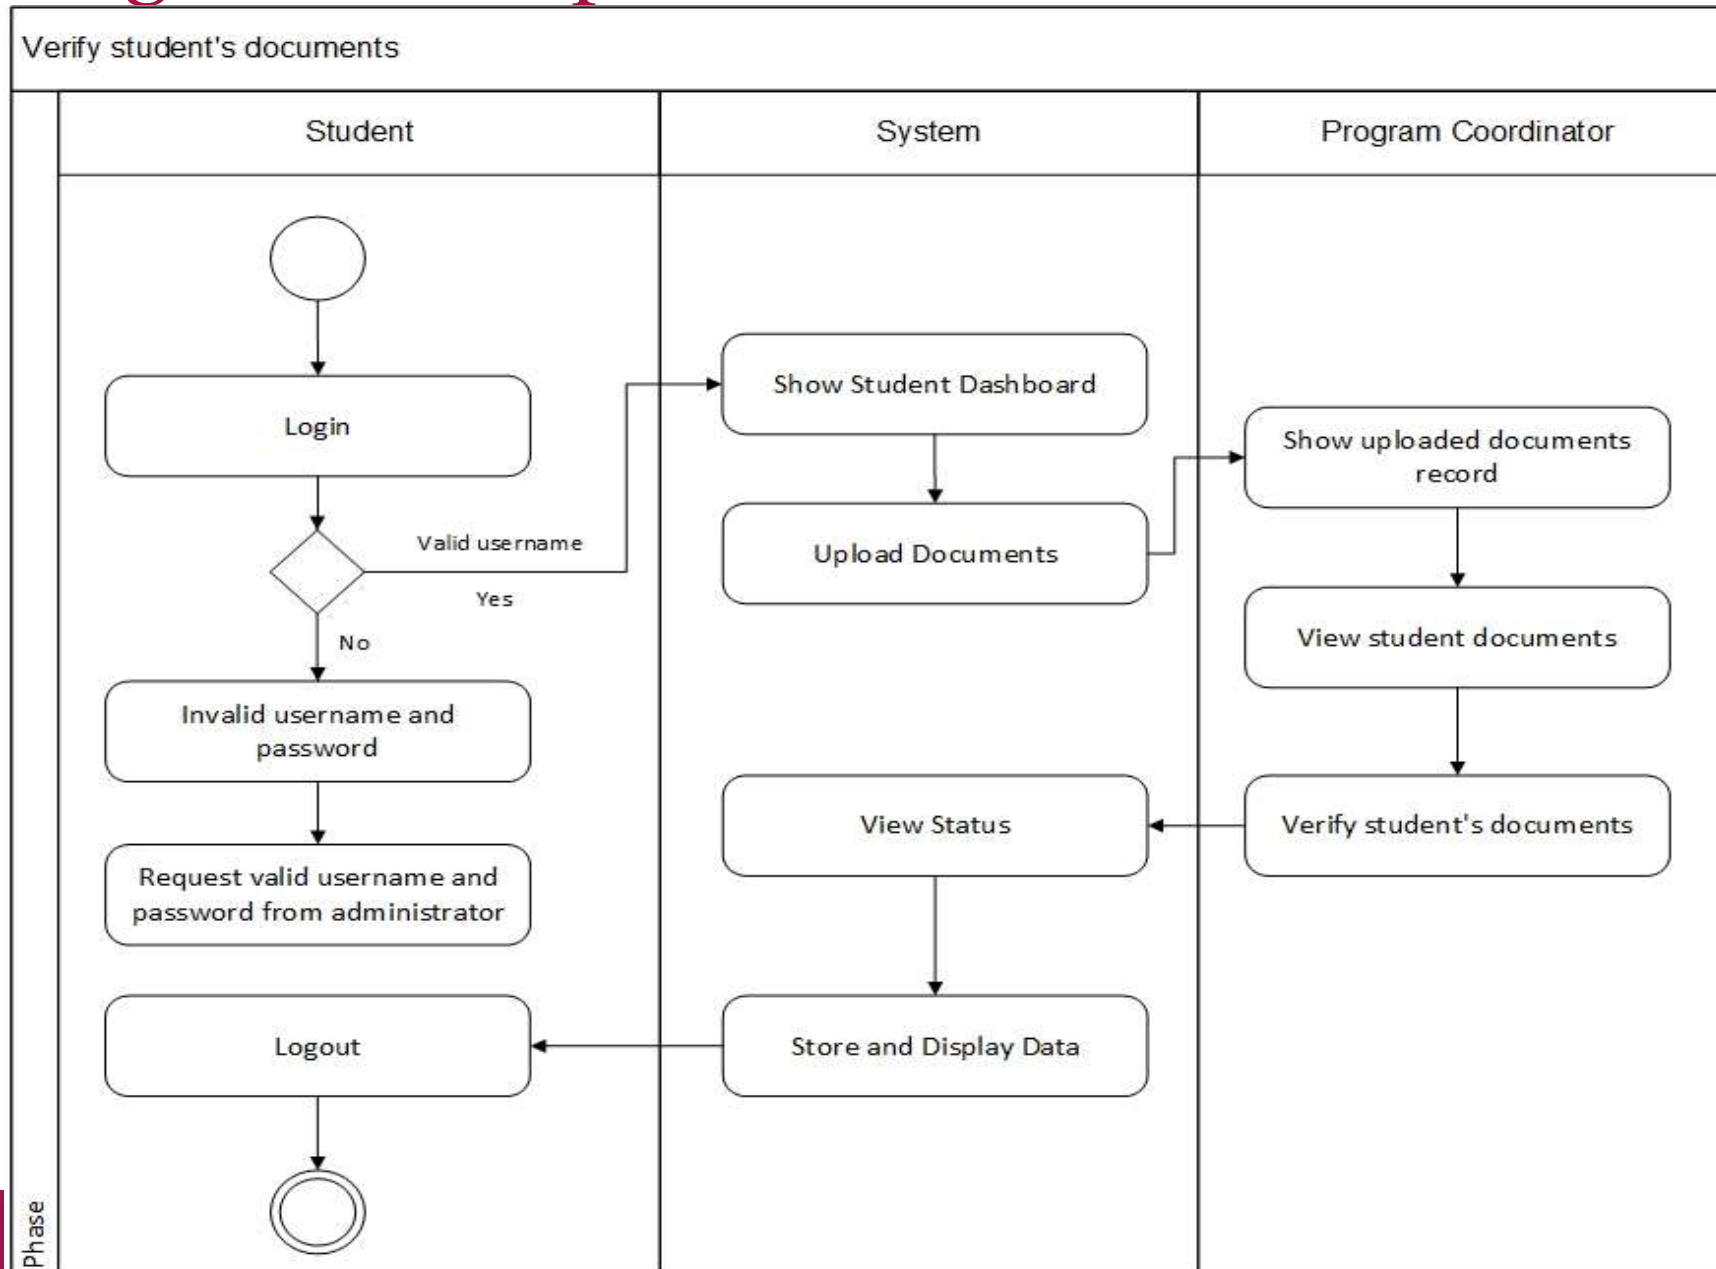 Verify student's documents
Student
System
Program Coordinator
Login
Valid username
Yes
No
Invalid username and
password
Request valid username and
password from administrator
Logout
Show Student Dashboard
Upload Documents
View Status
Store and Display Data
Show uploaded documents
record
View student documents
Verify student's documents
Phase